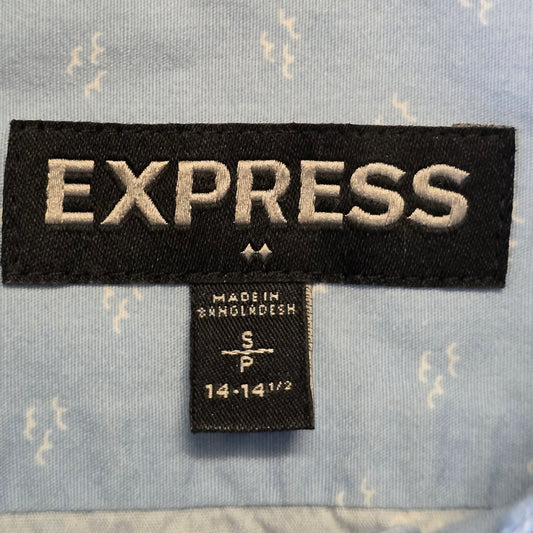 EXPRESS
MADE IN
BANGLADESH
S
P
14-14 1/2